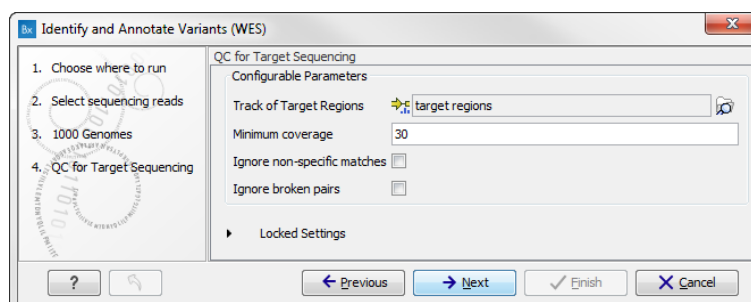 Bx Identify and Annotate Variants (WES)
1. Choose where to run
2. Select sequencing reads
3. 1000 Genomes
4. QC for Target Sequencing
QC for Target Sequencing
Configurable Parameters
Track of Target Regions target regions
Minimum coverage 30
Ignore non-specific matches
Ignore broken pairs
Locked Settings
? Previous Next Finish Cancel